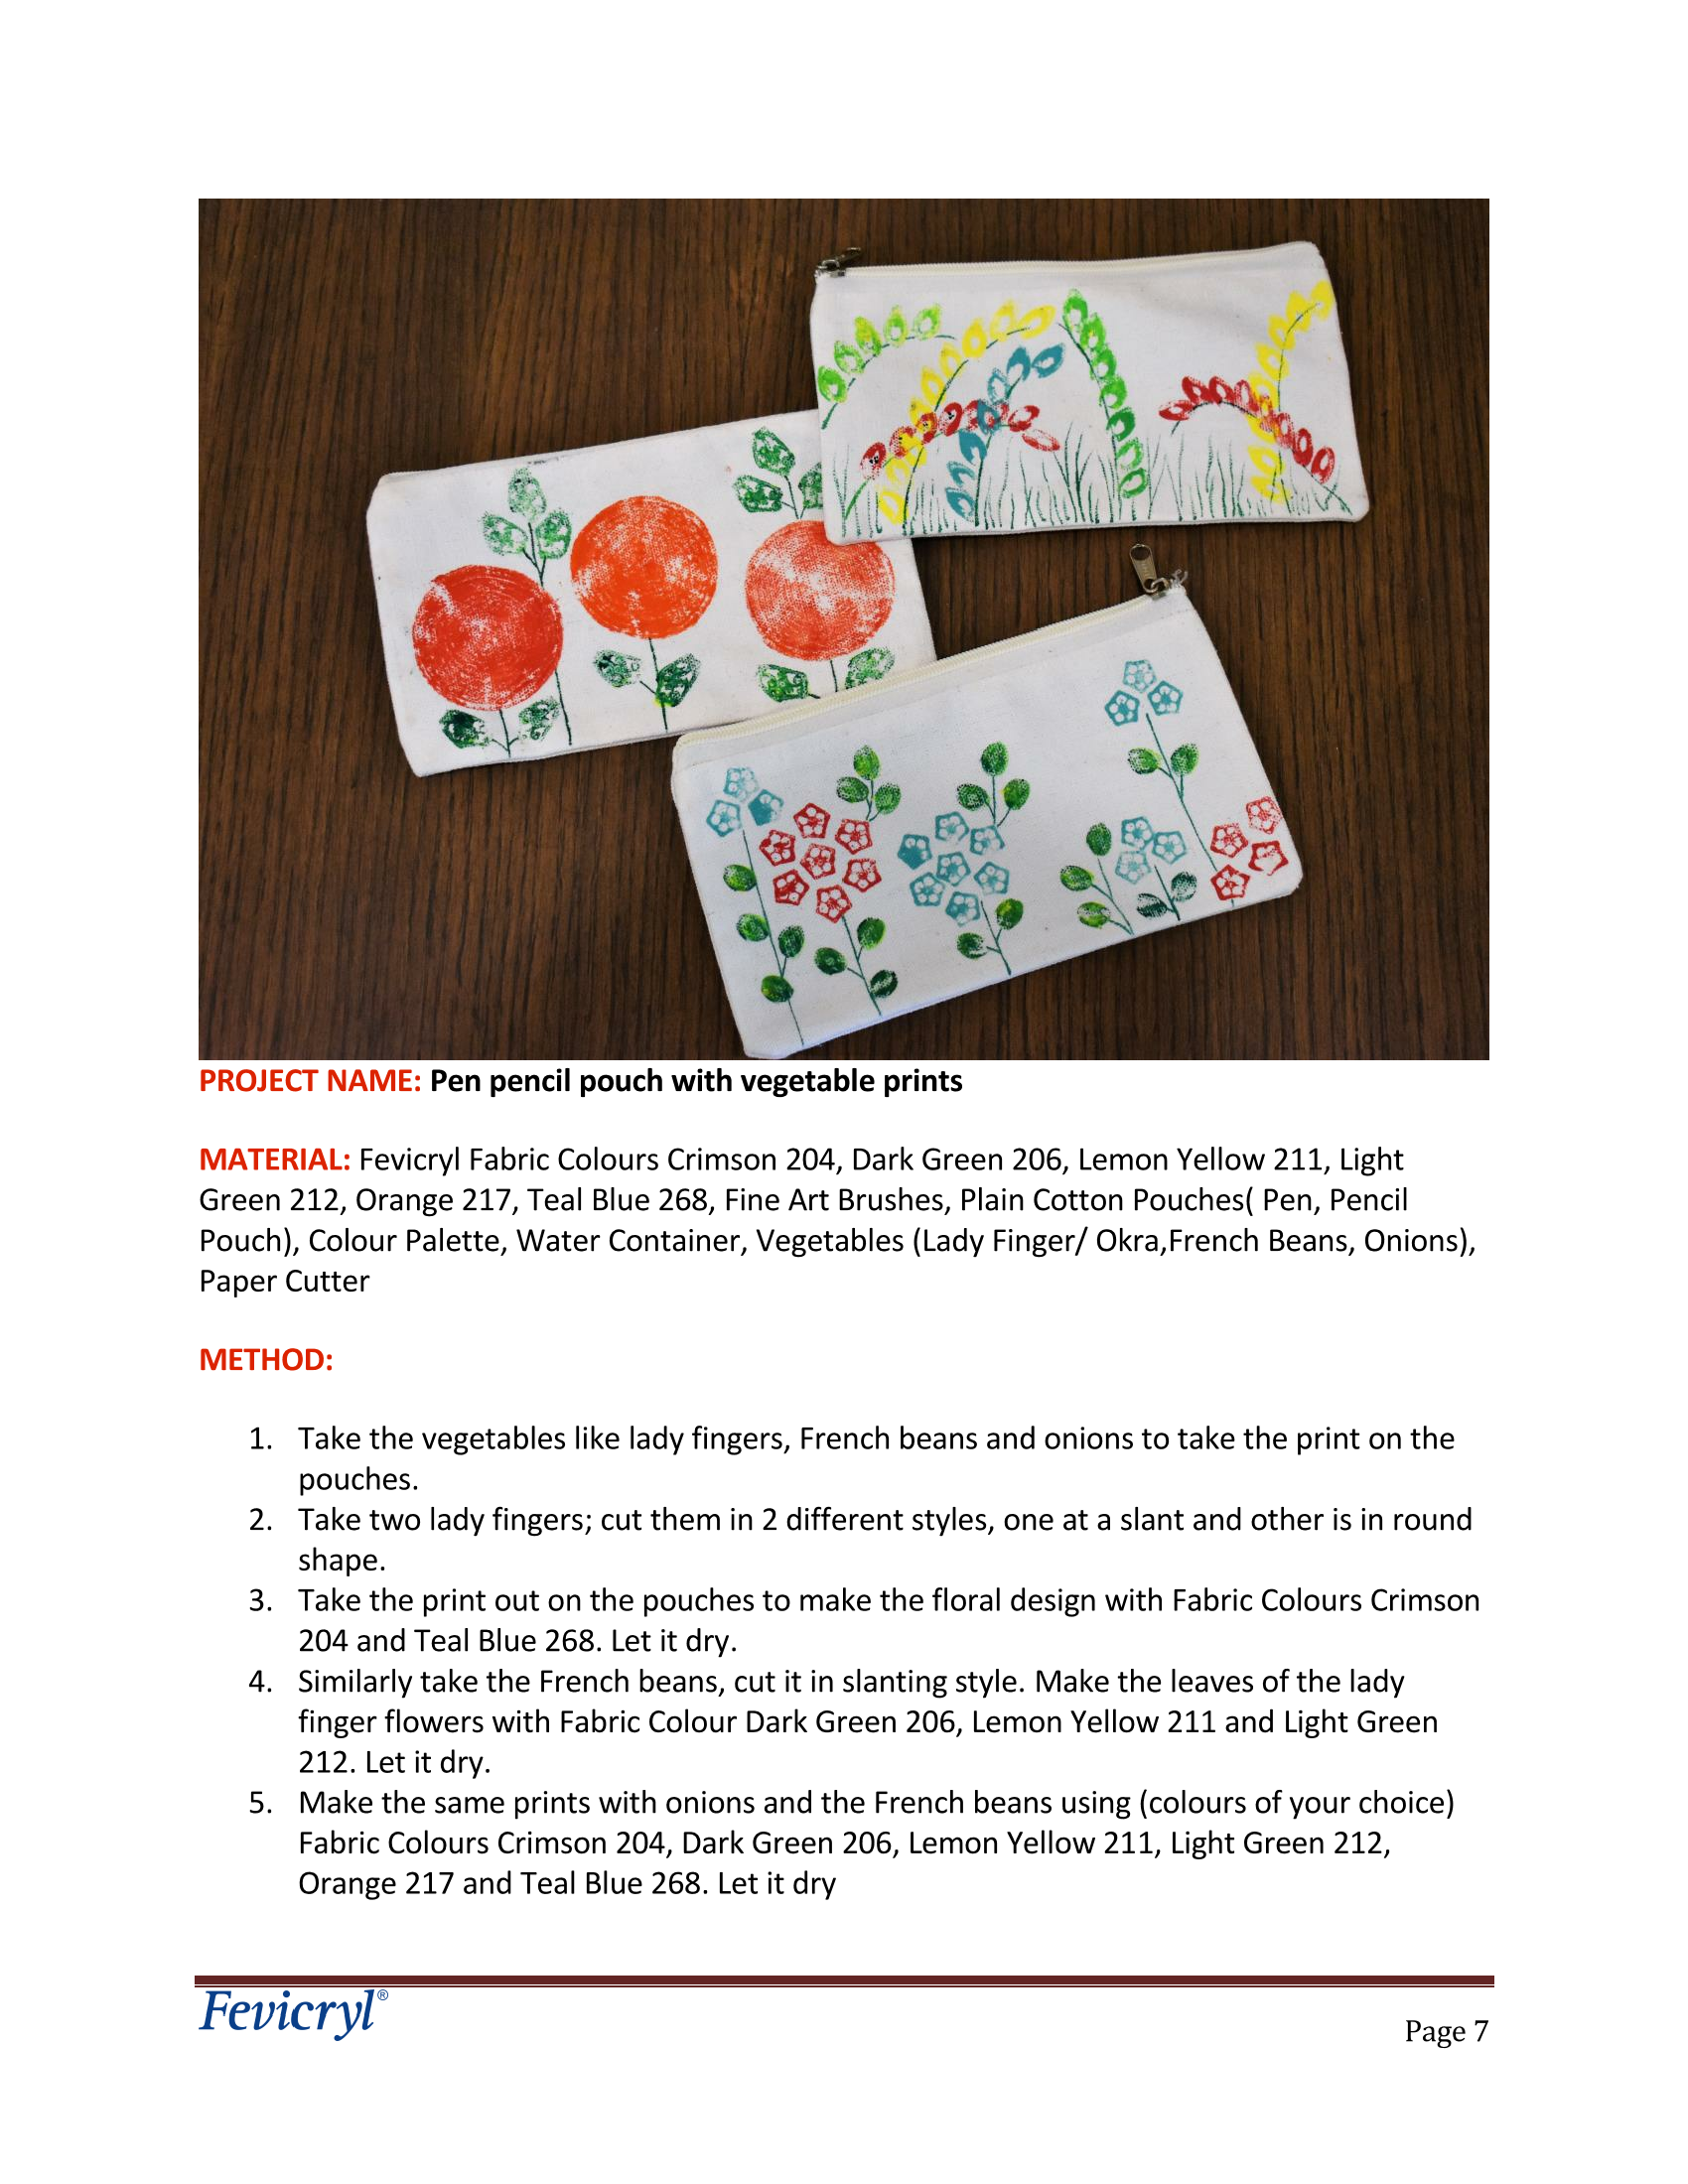 PROJECT NAME: Pen pencil pouch with vegetable prints
MATERIAL: Fevicryl Fabric Colours Crimson 204, Dark Green 206, Lemon Yellow 211, Light
Green 212, Orange 217, Teal Blue 268, Fine Art Brushes, Plain Cotton Pouches( Pen, Pencil
Pouch), Colour Palette, Water Container, Vegetables (Lady Finger/ Okra,French Beans, Onions),
Paper Cutter
METHOD:
1. Take the vegetables like lady fingers, French beans and onions to take the print on the
pouches.
2. Take two lady fingers; cut them in 2 different styles, one at a slant and other is in round
shape.
3. Take the print out on the pouches to make the floral design with Fabric Colours Crimson
204 and Teal Blue 268. Let it dry.
4. Similarly take the French beans, cut it in slanting style. Make the leaves of the lady
finger flowers with Fabric Colour Dark Green 206, Lemon Yellow 211 and Light Green
212. Let it dry.
5. Make the same prints with onions and the French beans using (colours of your choice)
Fabric Colours Crimson 204, Dark Green 206, Lemon Yellow 211, Light Green 212,
Orange 217 and Teal Blue 268. Let it dry
Fevicryl®
Page 7